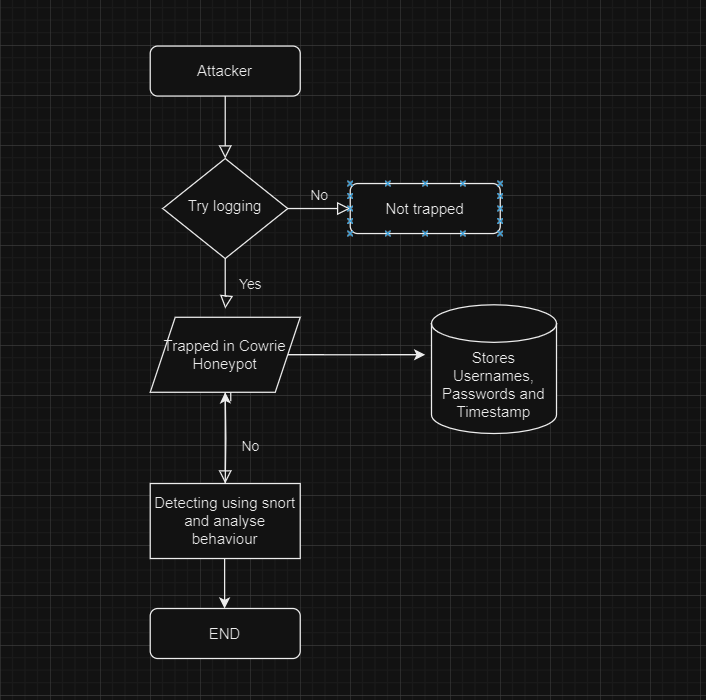 Attacker
Try logging
No
Not trapped
Yes
Trapped in Cowrie
Honeypot
Stores
Usernames,
Passwords and
Timestamp
No
Detecting using snort
and analyse
behaviour
END